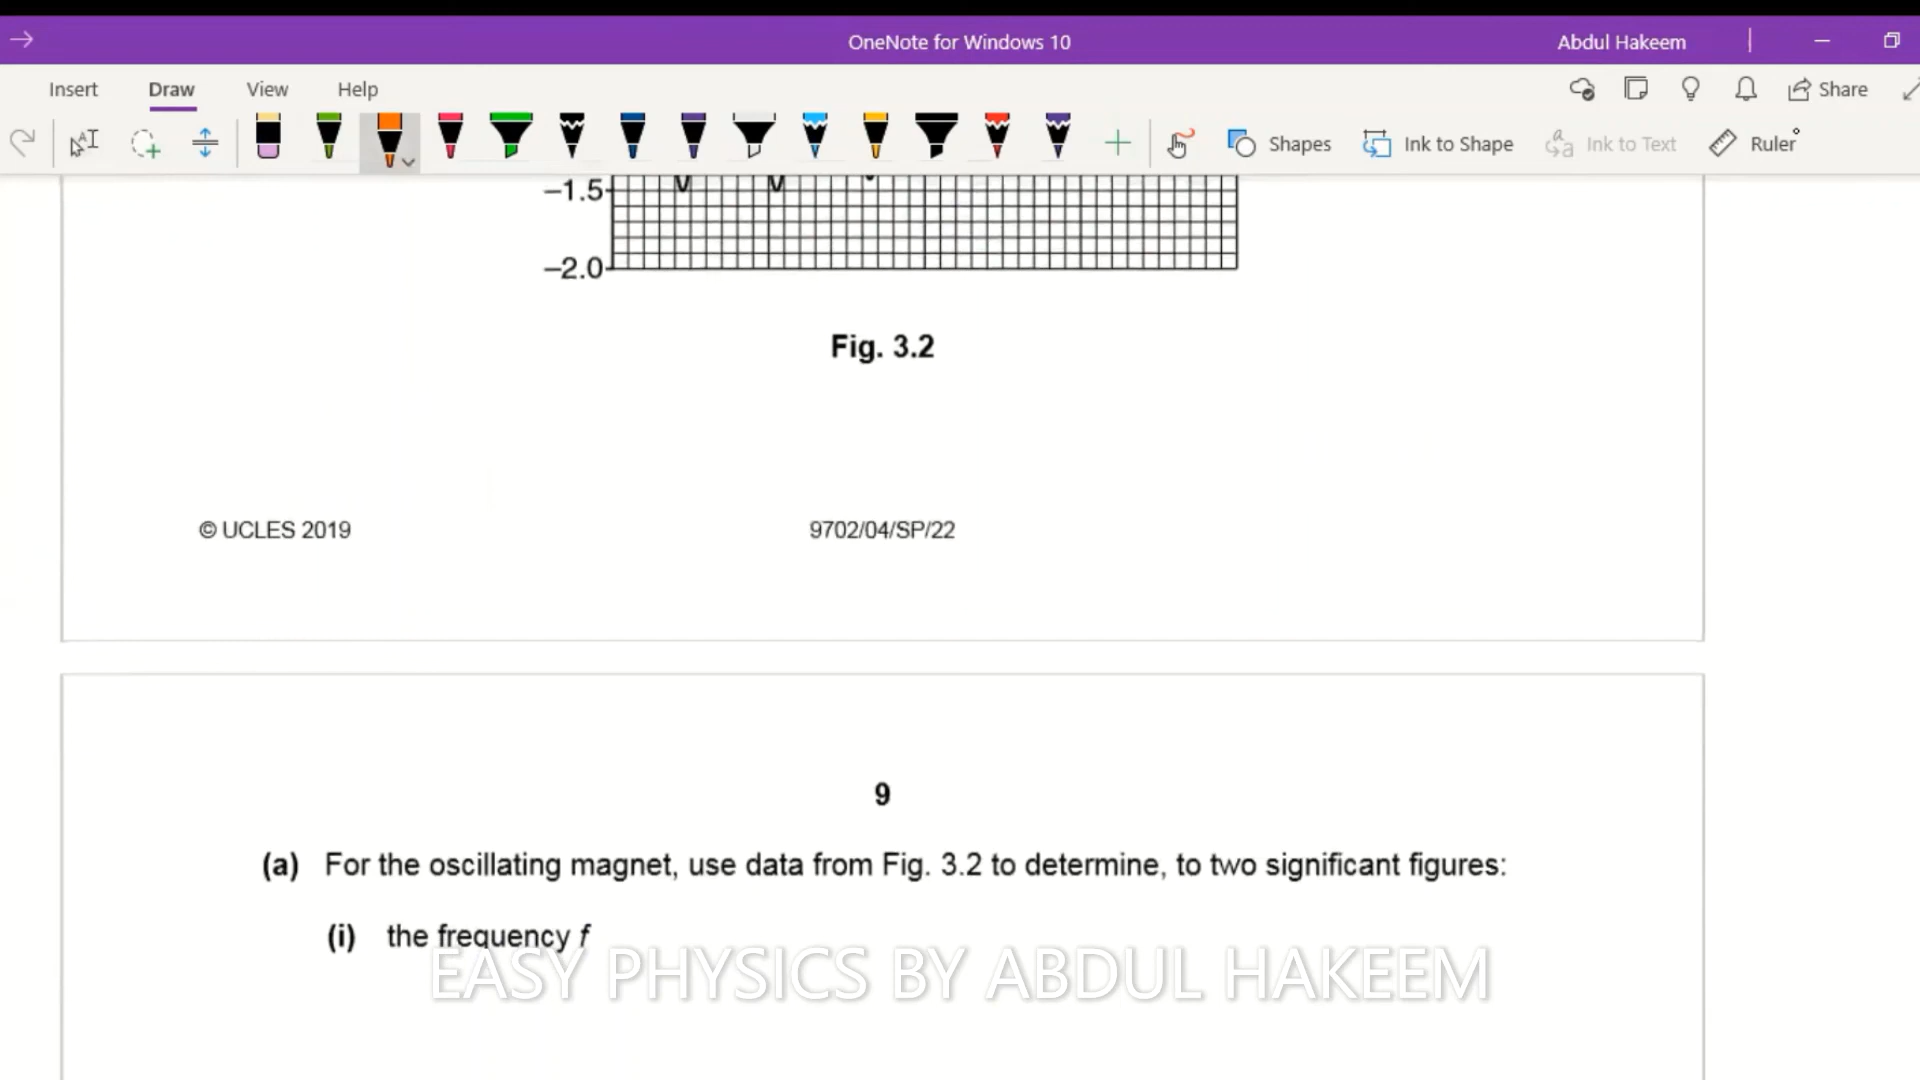 OneNote for Windows 10
Abdul Hakeem
Insert
Draw
View
Help
Share
Shapes
Ink to Shape
Ink to Text
Ruler
–1.5
–2.0
Fig. 3.2
© UCLES 2019
9702/04/SP/22
9
(a) For the oscillating magnet, use data from Fig. 3.2 to determine, to two significant figures:
(i) the frequency f
EASY PHYSICS BY ABDUL HAKEEM